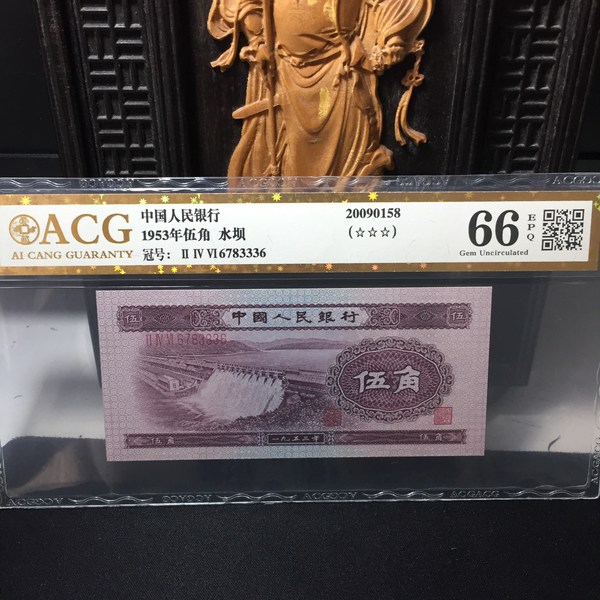 ACG
AI CANG GUARANTY
中国人民银行
1953年伍角 水坝
冠号： Ⅱ Ⅳ Ⅵ 6783336
20090158
(☆☆☆)
66
EPQ
Gem Uncirculated
伍 中國人民銀行 伍
Ⅱ Ⅳ Ⅵ 6783336
伍角
伍角 一九五三年 伍角